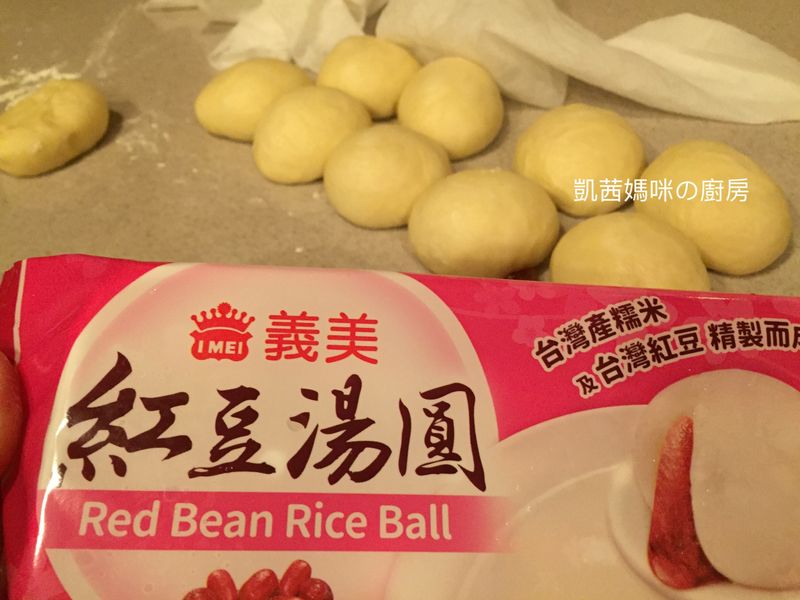 凱茜媽咪の廚房
I MEI 義美
台灣產糯米
及台灣紅豆 精製而成
紅豆湯圓
Red Bean Rice Ball